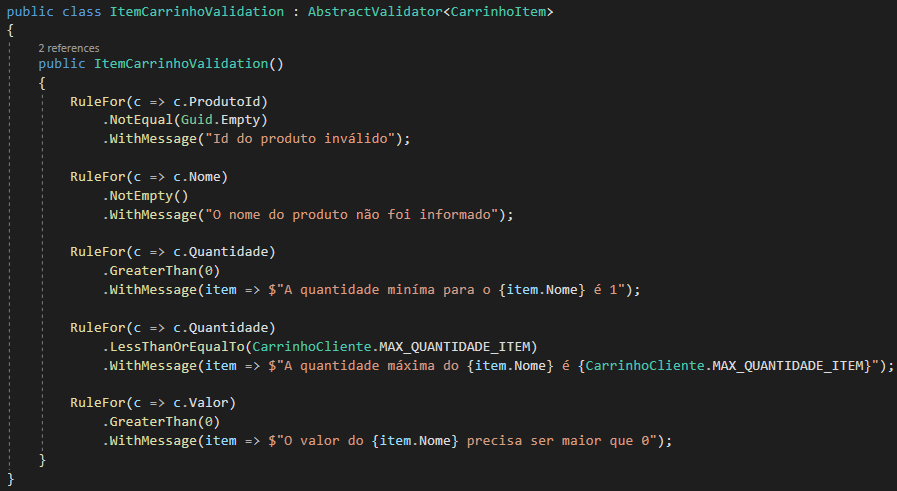 public class ItemCarrinhoValidation : AbstractValidator<CarrinhoItem>
{
2 references
public ItemCarrinhoValidation()
{
RuleFor(c => c.ProdutoId)
.NotEqual(Guid.Empty)
.WithMessage("Id do produto inválido");
RuleFor(c => c.Nome)
.NotEmpty()
.WithMessage("O nome do produto não foi informado");
RuleFor(c => c.Quantidade)
.GreaterThan(0)
.WithMessage(item => $"A quantidade miníma para o {item.Nome} é 1");
RuleFor(c => c.Quantidade)
.LessThanOrEqualTo(CarrinhoCliente.MAX_QUANTIDADE_ITEM)
.WithMessage(item => $"A quantidade máxima do {item.Nome} é {CarrinhoCliente.MAX_QUANTIDADE_ITEM}");
RuleFor(c => c.Valor)
.GreaterThan(0)
.WithMessage(item => $"O valor do {item.Nome} precisa ser maior que 0");
}
}